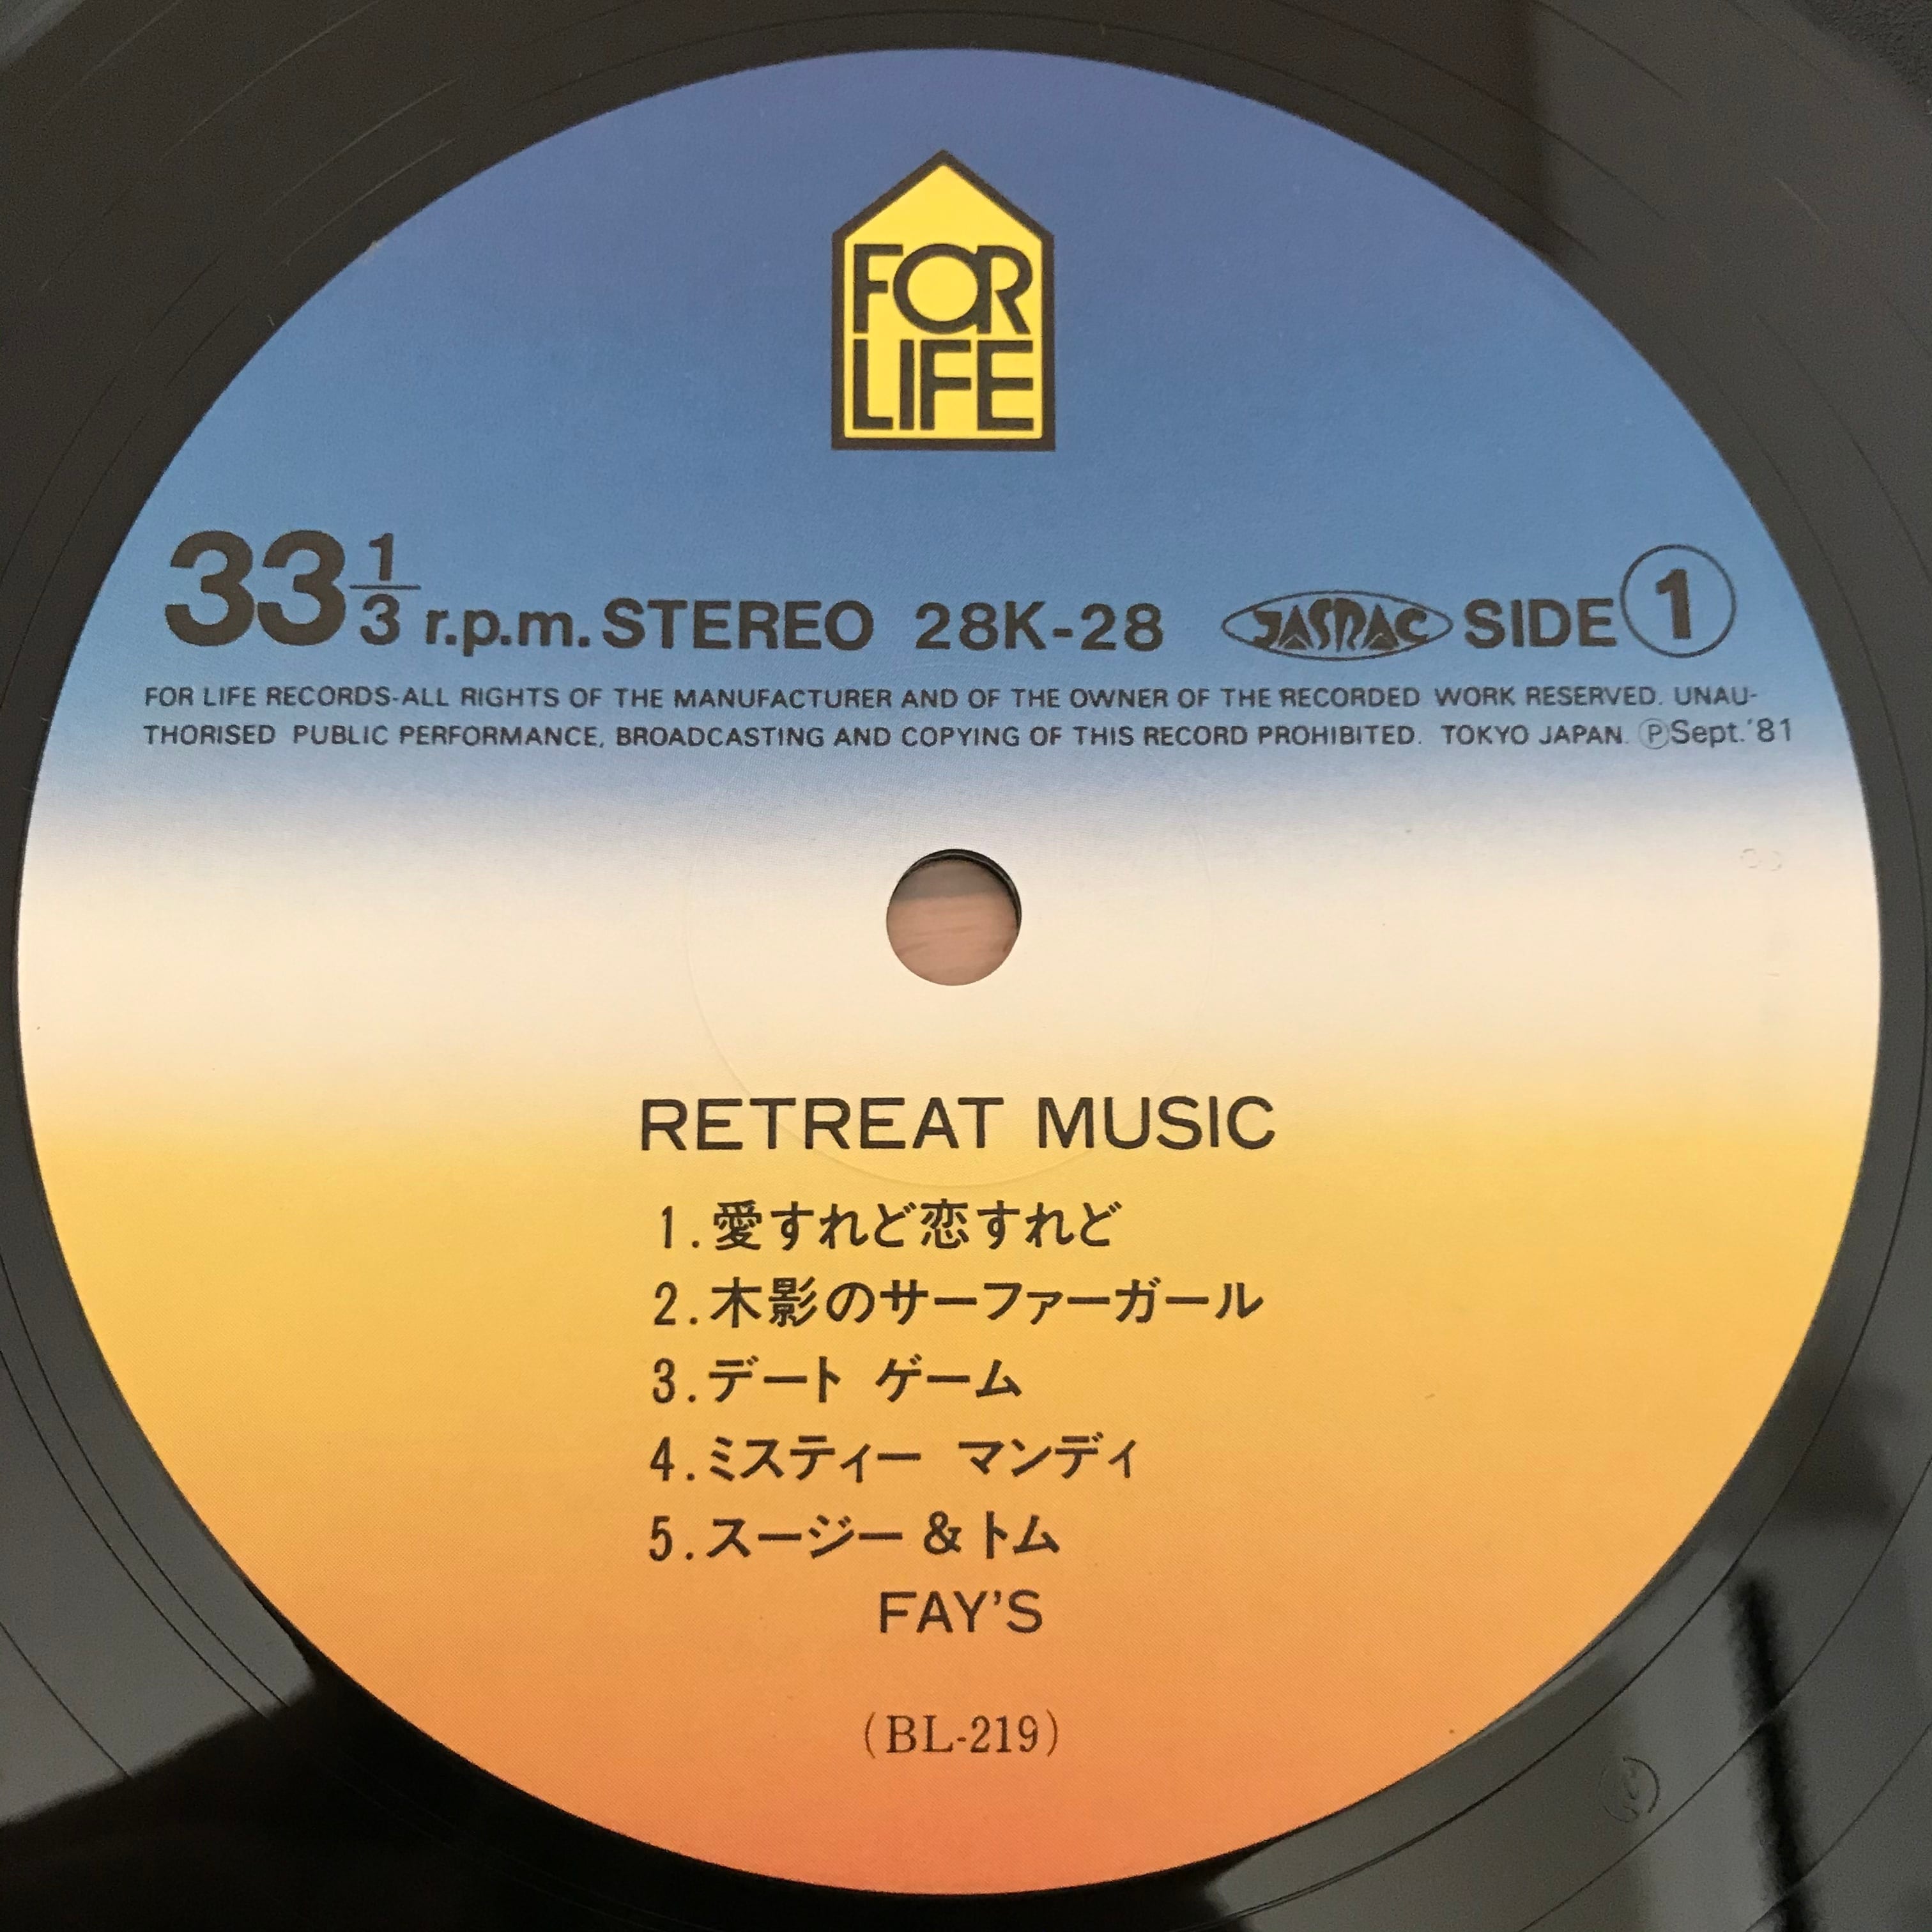 FOR
LIFE
33 1/3 r.p.m. STEREO 28K-28 JASRAC SIDE 1
FOR LIFE RECORDS-ALL RIGHTS OF THE MANUFACTURER AND OF THE OWNER OF THE RECORDED WORK RESERVED. UNAU-
THORISED PUBLIC PERFORMANCE, BROADCASTING AND COPYING OF THIS RECORD PROHIBITED. TOKYO JAPAN. ℗Sept.'81
RETREAT MUSIC
1.愛すれど恋すれど
2.木影のサーファーガール
3.デート ゲーム
4.ミスティー マンディ
5.スージー & トム
FAY'S
(BL-219)